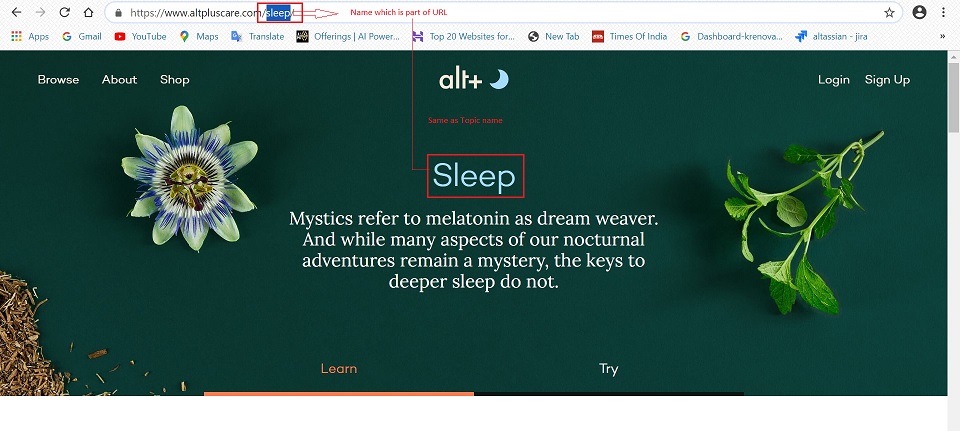 https://www.altpluscare.com/sleep/ Name which is part of URL
Apps Gmail YouTube Maps Translate Offerings | AI Power... Top 20 Websites for... New Tab Times Of India Dashboard-krenova... altassian - jira »
Browse About Shop alt+ Login Sign Up
Same as Topic name
Sleep
Mystics refer to melatonin as dream weaver.
And while many aspects of our nocturnal
adventures remain a mystery, the keys to
deeper sleep do not.
Learn Try